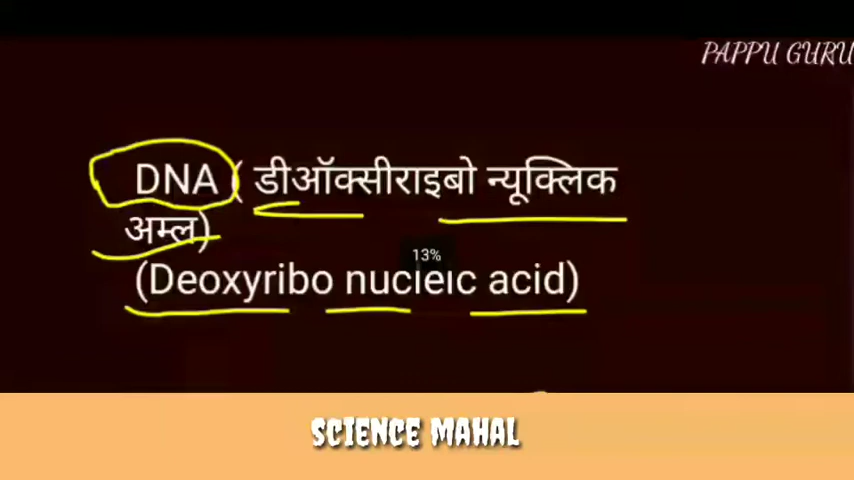 PAPPU GURU
DNA ( डीऑक्सीराइबो न्यूक्लिक
अम्ल)
13%
(Deoxyribo nucleic acid)
SCIENCE MAHAL